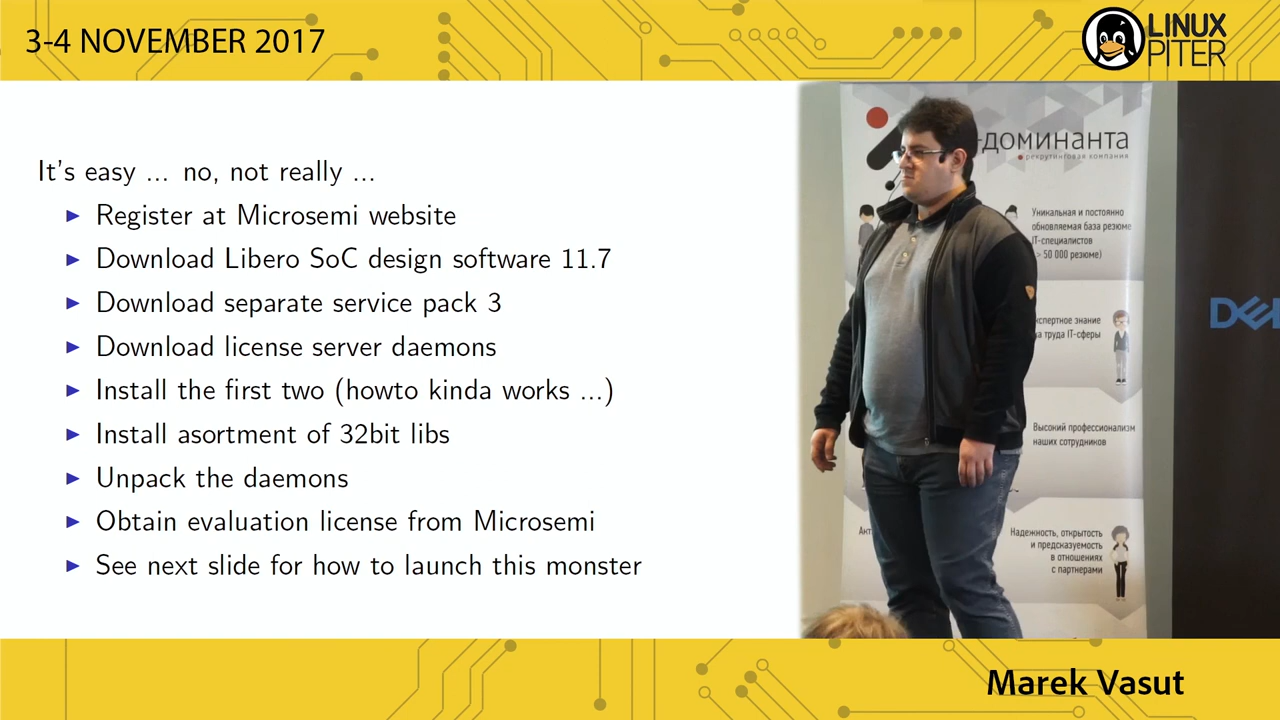 3-4 NOVEMBER 2017
LINUX
PITER
It's easy ... no, not really ...
Register at Microsemi website
Download Libero SoC design software 11.7
Download separate service pack 3
Download license server daemons
Install the first two (howto kinda works ...)
Install asortment of 32bit libs
Unpack the daemons
Obtain evaluation license from Microsemi
See next slide for how to launch this monster
-доминанта
рекрутинговая компания
Уникальная и постоянно
обновляемая база резюме
IT-специалистов
> 50 000 резюме)
труда IT-сферы
Высокий профессионализм
наших сотрудников
Надежность, открытость
и предсказуемость
в отношениях
с партнерами
Marek Vasut